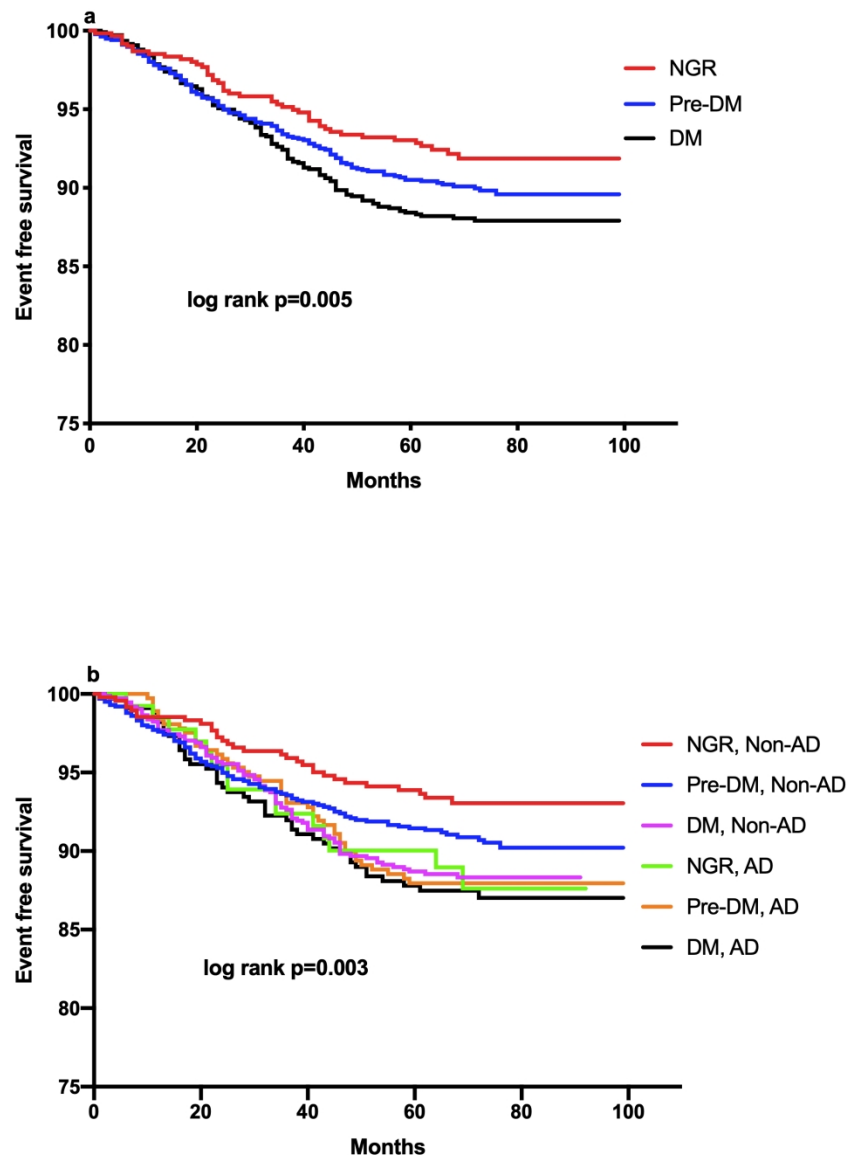 a
100
95
90
85
80
75
Event free survival
NGR
Pre-DM
DM
log rank p=0.005
0 20 40 60 80 100
Months
b
100
95
90
85
80
75
Event free survival
NGR, Non-AD
Pre-DM, Non-AD
DM, Non-AD
NGR, AD
Pre-DM, AD
DM, AD
log rank p=0.003
0 20 40 60 80 100
Months